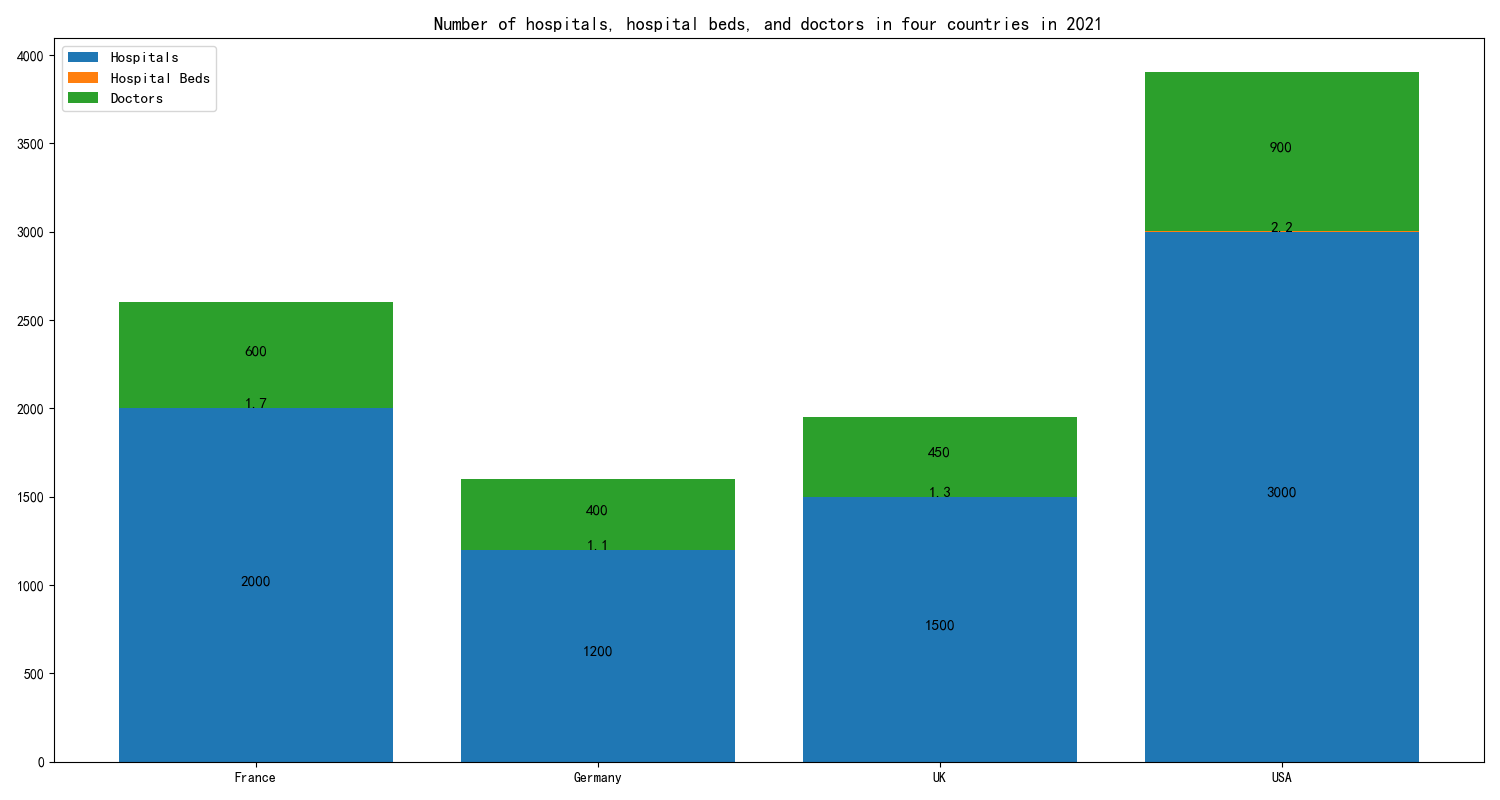 Number of hospitals, hospital beds, and doctors in four countries in 2021
Hospitals
Hospital Beds
Doctors
4000
3500
3000
2500
2000
1500
1000
500
0
600
1.7
2000
400
1.1
1200
450
1.3
1500
900
2.2
3000
France
Germany
UK
USA